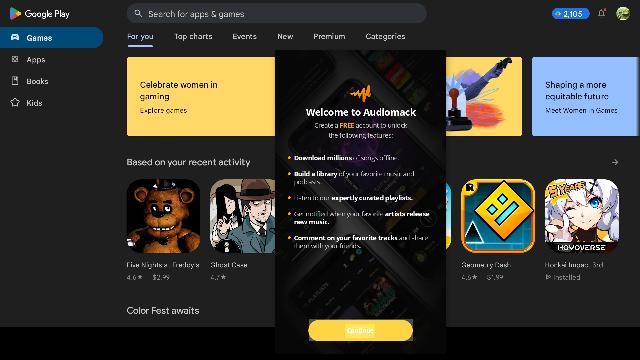 Google Play
Search for apps & games
2,105
Games
Apps
Books
Kids
For you
Top charts
Events
New
Premium
Categories
Celebrate women in
gaming
Explore games
Shaping a more
equitable future
Meet Women in Games
Welcome to Audiomack
Create a FREE account to unlock
the following features:
Download millions of songs offline.
Build a library of your favorite music and
podcasts.
Listen to our expertly curated playlists.
Get notified when your favorite artists release
new music.
Comment on your favorite tracks and share
them with your friends.
Continue
Based on your recent activity
HOYOVERSE
Five Nights at Freddy's
4.6★ $2.99
Ghost Case
4.7★
Geometry Dash
4.6★ $1.99
Honkai Impact 3rd
Installed
Color Fest awaits